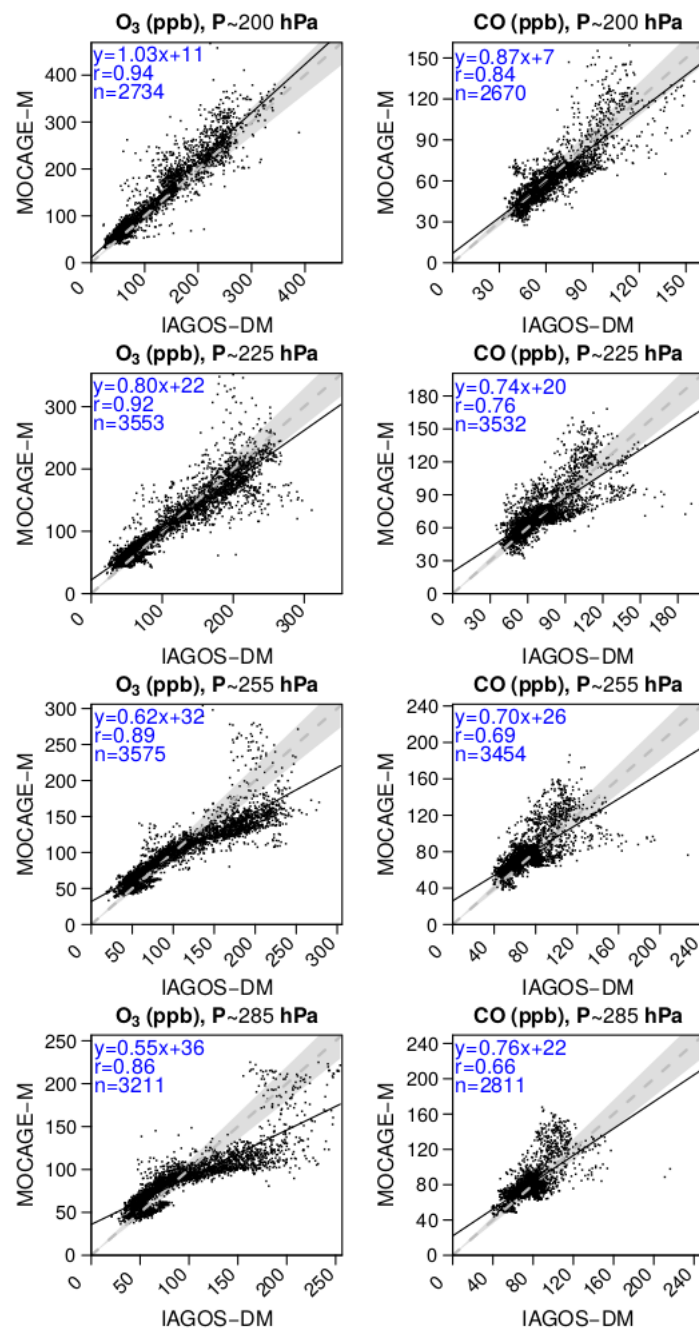 O3 (ppb), P~200 hPa
y=1.03x+11
r=0.94
n=2734
MOCAGE−M
400
300
200
100
0
0 100 200 300 400
IAGOS−DM
CO (ppb), P~200 hPa
y=0.87x+7
r=0.84
n=2670
MOCAGE−M
150
120
90
60
30
0
0 30 60 90 120 150
IAGOS−DM
O3 (ppb), P~225 hPa
y=0.80x+22
r=0.92
n=3553
MOCAGE−M
300
200
100
0
0 100 200 300
IAGOS−DM
CO (ppb), P~225 hPa
y=0.74x+20
r=0.76
n=3532
MOCAGE−M
180
150
120
90
60
30
0
0 30 60 90 120 150 180
IAGOS−DM
O3 (ppb), P~255 hPa
y=0.62x+32
r=0.89
n=3575
MOCAGE−M
300
250
200
150
100
50
0
0 50 100 150 200 250 300
IAGOS−DM
CO (ppb), P~255 hPa
y=0.70x+26
r=0.69
n=3454
MOCAGE−M
240
200
160
120
80
40
0
0 40 80 120 160 200 240
IAGOS−DM
O3 (ppb), P~285 hPa
y=0.55x+36
r=0.86
n=3211
MOCAGE−M
250
200
150
100
50
0
0 50 100 150 200 250
IAGOS−DM
CO (ppb), P~285 hPa
y=0.76x+22
r=0.66
n=2811
MOCAGE−M
240
200
160
120
80
40
0
0 40 80 120 160 200 240
IAGOS−DM